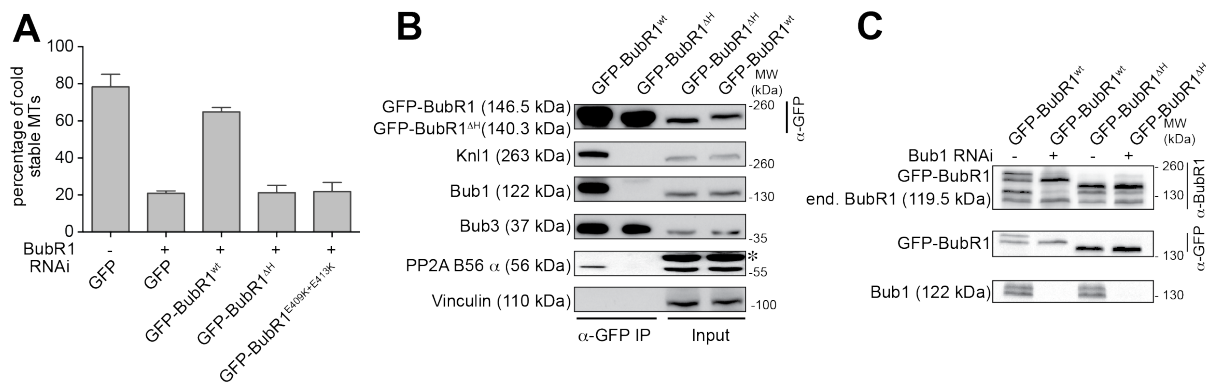 A
percentage of cold
stable MTs
100
80
60
40
20
0
BubR1
RNAi
- + + + +
GFP
GFP
GFP-BubR1wt
GFP-BubR1ΔH
GFP-BubR1E409K+E413K
B
GFP-BubR1wt
GFP-BubR1ΔH
GFP-BubR1ΔH
GFP-BubR1wt
MW
(kDa)
GFP-BubR1 (146.5 kDa)
GFP-BubR1ΔH(140.3 kDa)
-260
α-GFP
Knl1 (263 kDa)
-260
Bub1 (122 kDa)
-130
Bub3 (37 kDa)
-35
PP2A B56 α (56 kDa)
*
-55
Vinculin (110 kDa)
-100
α-GFP IP
Input
C
GFP-BubR1wt
GFP-BubR1wt
GFP-BubR1ΔH
GFP-BubR1ΔH
MW
(kDa)
Bub1 RNAi - + - +
GFP-BubR1
260
end. BubR1 (119.5 kDa)
- 130
α-BubR1
GFP-BubR1
130
α-GFP
Bub1 (122 kDa)
- 130